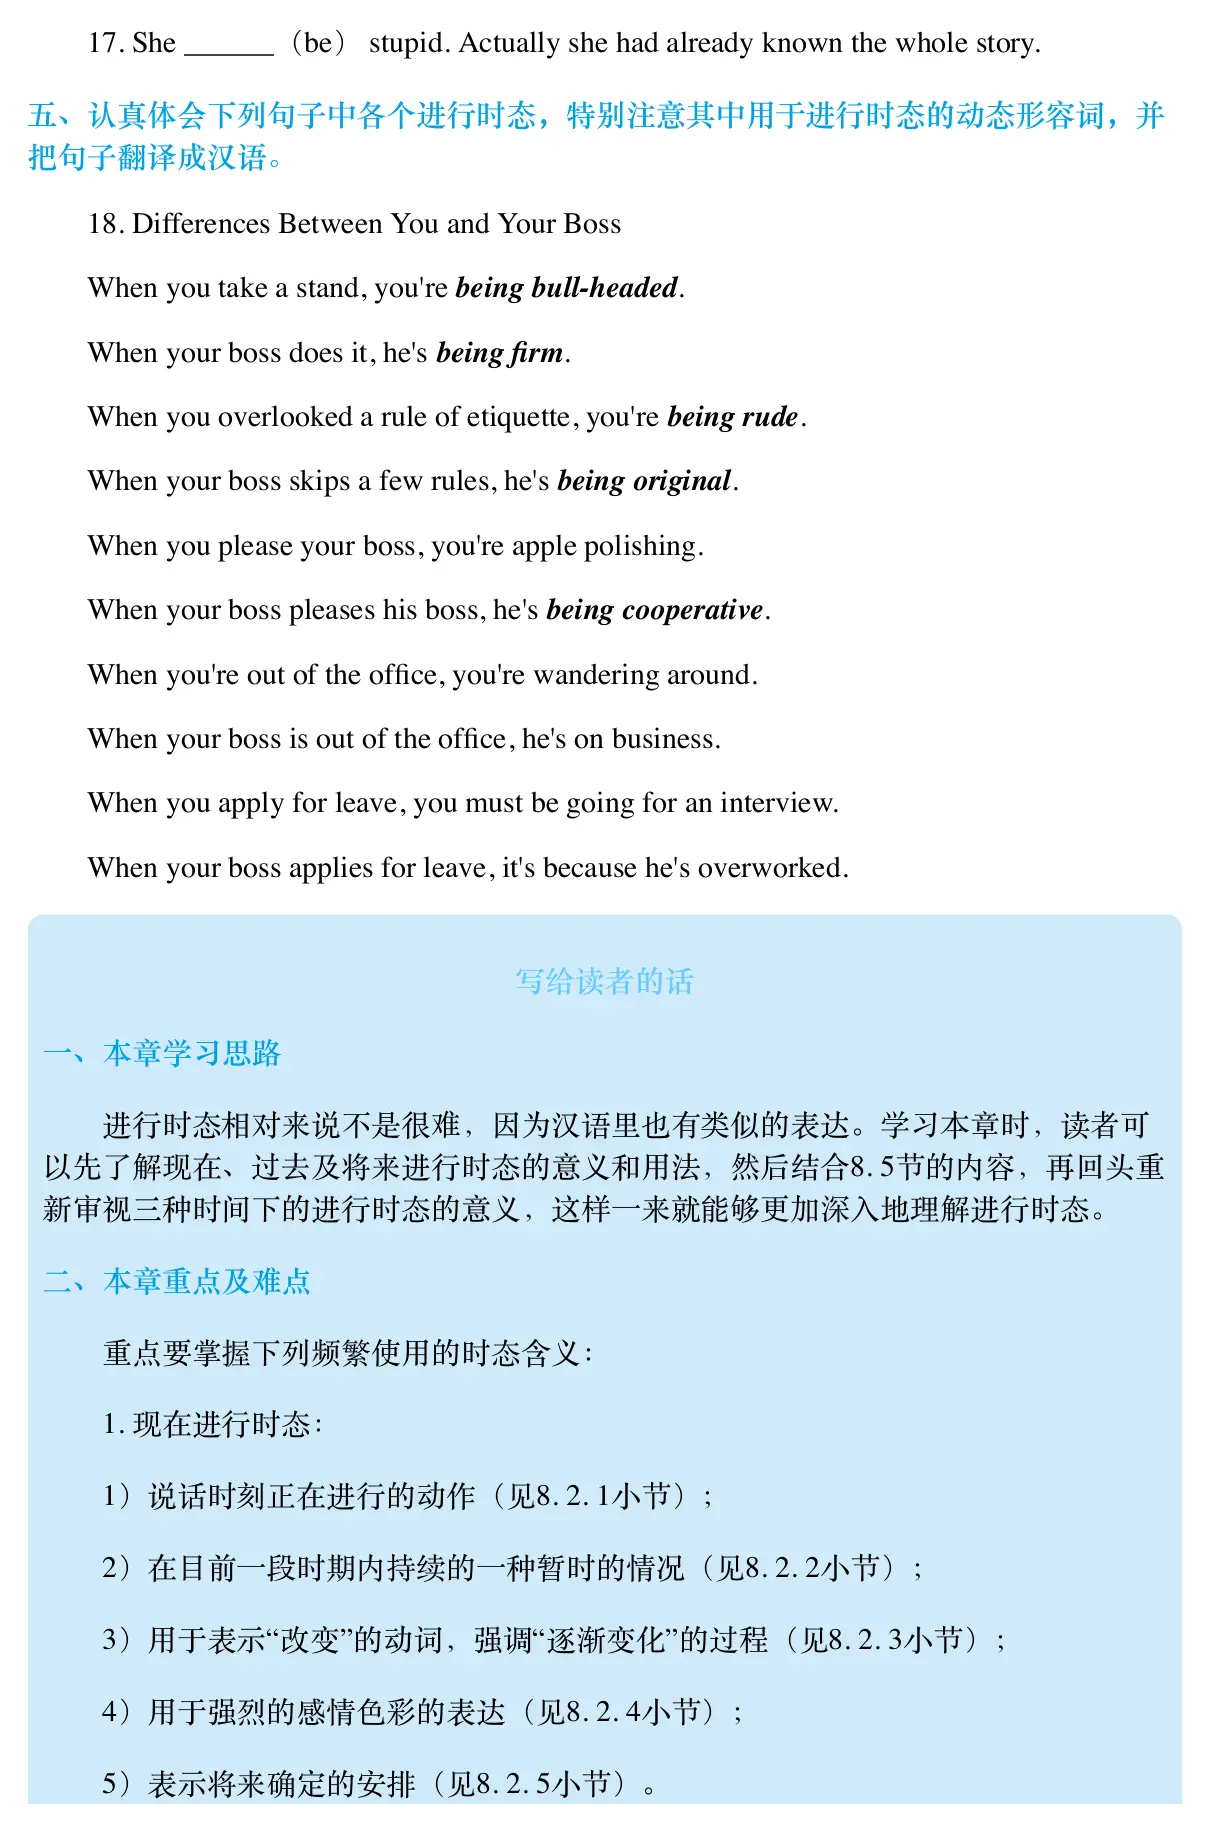 17. She ______（be） stupid. Actually she had already known the whole story.
五、认真体会下列句子中各个进行时态，特别注意其中用于进行时态的动态形容词，并
把句子翻译成汉语。
18. Differences Between You and Your Boss
When you take a stand, you're being bull-headed.
When your boss does it, he's being firm.
When you overlooked a rule of etiquette, you're being rude.
When your boss skips a few rules, he's being original.
When you please your boss, you're apple polishing.
When your boss pleases his boss, he's being cooperative.
When you're out of the office, you're wandering around.
When your boss is out of the office, he's on business.
When you apply for leave, you must be going for an interview.
When your boss applies for leave, it's because he's overworked.
写给读者的话
一、本章学习思路
进行时态相对来说不是很难，因为汉语里也有类似的表达。学习本章时，读者可
以先了解现在、过去及将来进行时态的意义和用法，然后结合8.5节的内容，再回头重
新审视三种时间下的进行时态的意义，这样一来就能够更加深入地理解进行时态。
二、本章重点及难点
重点要掌握下列频繁使用的时态含义：
1. 现在进行时态：
1）说话时刻正在进行的动作（见8.2.1小节）；
2）在目前一段时期内持续的一种暂时的情况（见8.2.2小节）；
3）用于表示“改变”的动词，强调“逐渐变化”的过程（见8.2.3小节）；
4）用于强烈的感情色彩的表达（见8.2.4小节）；
5）表示将来确定的安排（见8.2.5小节）。